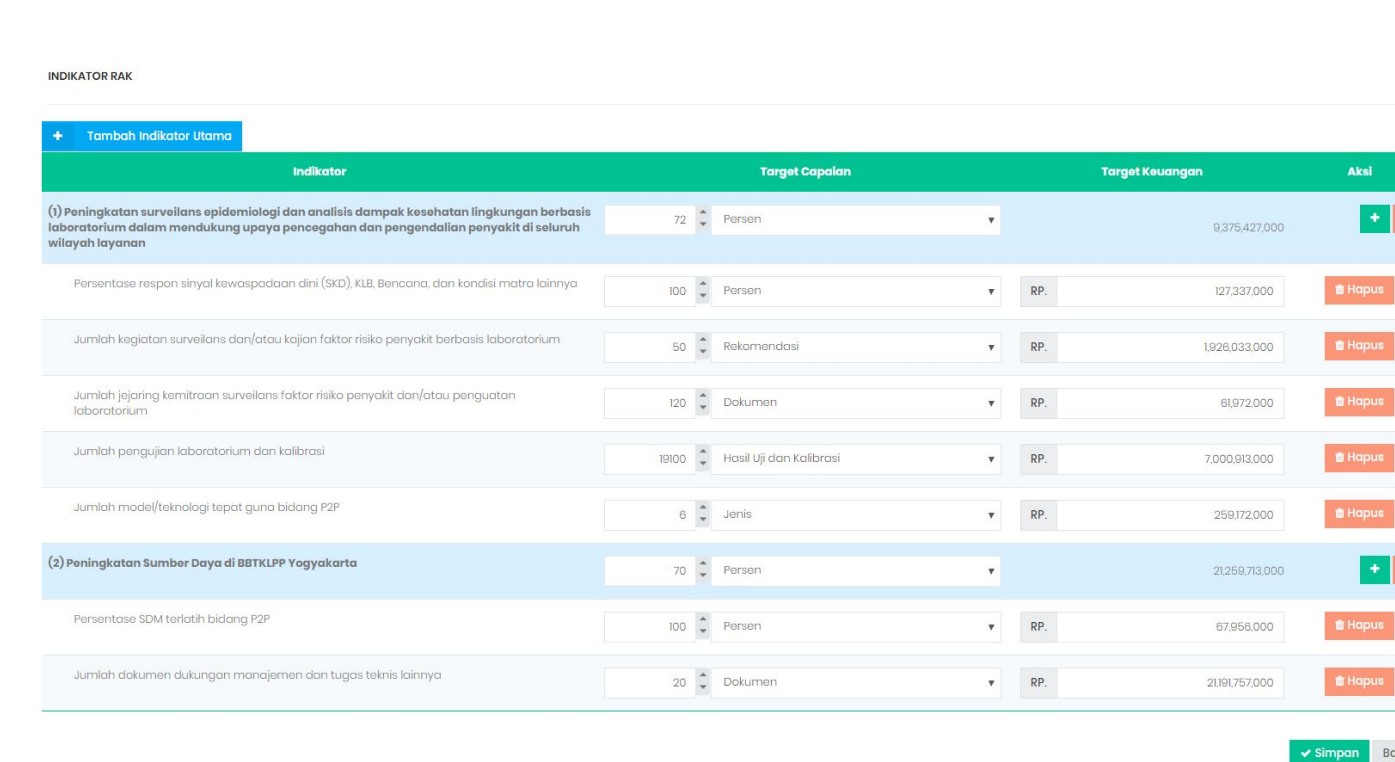 INDIKATOR RAK
+ Tambah Indikator Utama
Indikator Target Capaian Target Keuangan Aksi
(1) Peningkatan surveilans epidemiologi dan analisis dampak kesehatan lingkungan berbasis
laboratorium dalam mendukung upaya pencegahan dan pengendalian penyakit di seluruh
wilayah layanan
72 Persen 9,375,427,000 +
Persentase respon sinyal kewaspadaan dini (SKD), KLB, Bencana, dan kondisi matra lainnya
100 Persen RP. 127,337,000 Hapus
Jumlah kegiatan surveilans dan/atau kajian faktor risiko penyakit berbasis laboratorium
50 Rekomendasi RP. 1,926,033,000 Hapus
Jumlah jejaring kemitraan surveilans faktor risiko penyakit dan/atau penguatan
laboratorium
120 Dokumen RP. 61,972,000 Hapus
Jumlah pengujian laboratorium dan kalibrasi
19100 Hasil Uji dan Kalibrasi RP. 7,000,913,000 Hapus
Jumlah model/teknologi tepat guna bidang P2P
6 Jenis RP. 259,172,000 Hapus
(2) Peningkatan Sumber Daya di BBTKLPP Yogyakarta
70 Persen 21,259,713,000 +
Persentase SDM terlatih bidang P2P
100 Persen RP. 67,956,000 Hapus
Jumlah dokumen dukungan manajemen dan tugas teknis lainnya
20 Dokumen RP. 21,191,757,000 Hapus
Simpan